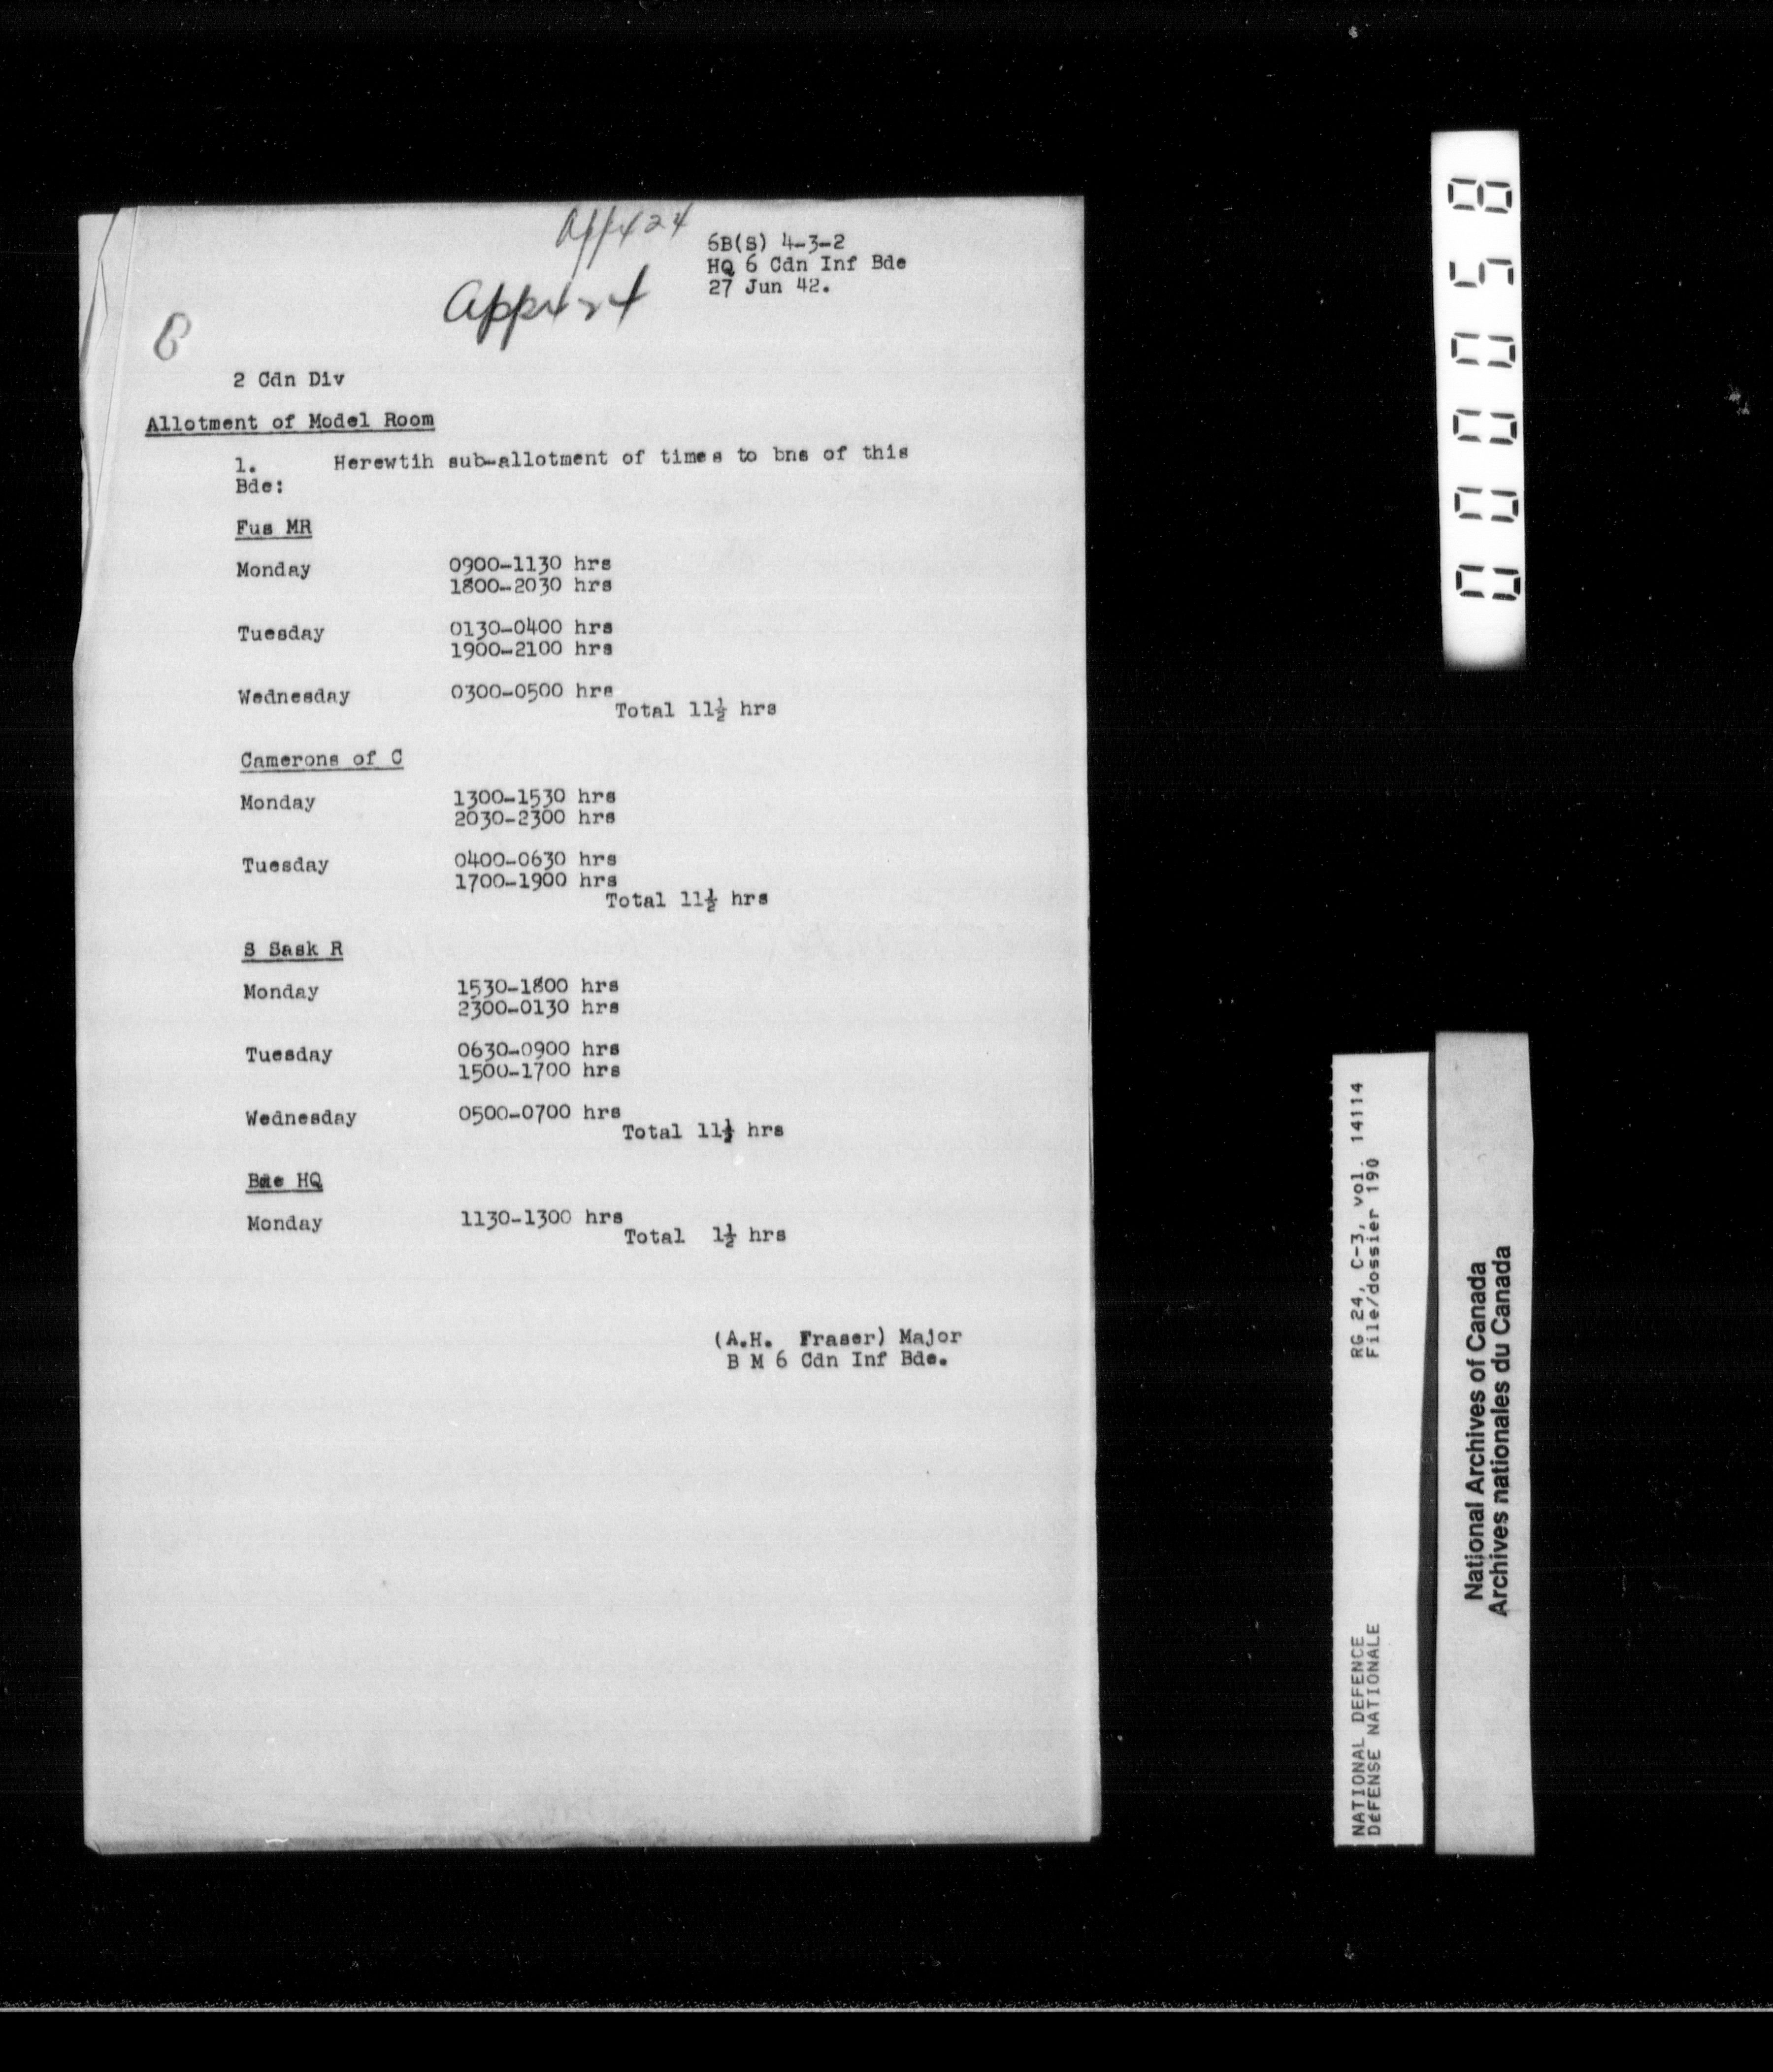 Appx 24
6B(S) 4-3-2
HQ 6 Cdn Inf Bde
27 Jun 42.
Appx 24
6
2 Cdn Div
Allotment of Model Room
1. Herewtih sub-allotment of times to bns of this
Bde:
Fus MR
Monday 0900-1130 hrs
1800-2030 hrs
Tuesday 0130-0400 hrs
1900-2100 hrs
Wednesday 0300-0500 hrs
Total 11½ hrs
Camerons of C
Monday 1300-1530 hrs
2030-2300 hrs
Tuesday 0400-0630 hrs
1700-1900 hrs
Total 11½ hrs
S Sask R
Monday 1530-1800 hrs
2300-0130 hrs
Tuesday 0630-0900 hrs
1500-1700 hrs
Wednesday 0500-0700 hrs
Total 11½ hrs
Bde HQ
Monday 1130-1300 hrs
Total 1½ hrs
(A.H. Fraser) Major
B M 6 Cdn Inf Bde.
000058
NATIONAL DEFENCE RG 24, C-3, vol. 14114
DéFENSE NATIONALE File/dossier 190
National Archives of Canada
Archives nationales du Canada